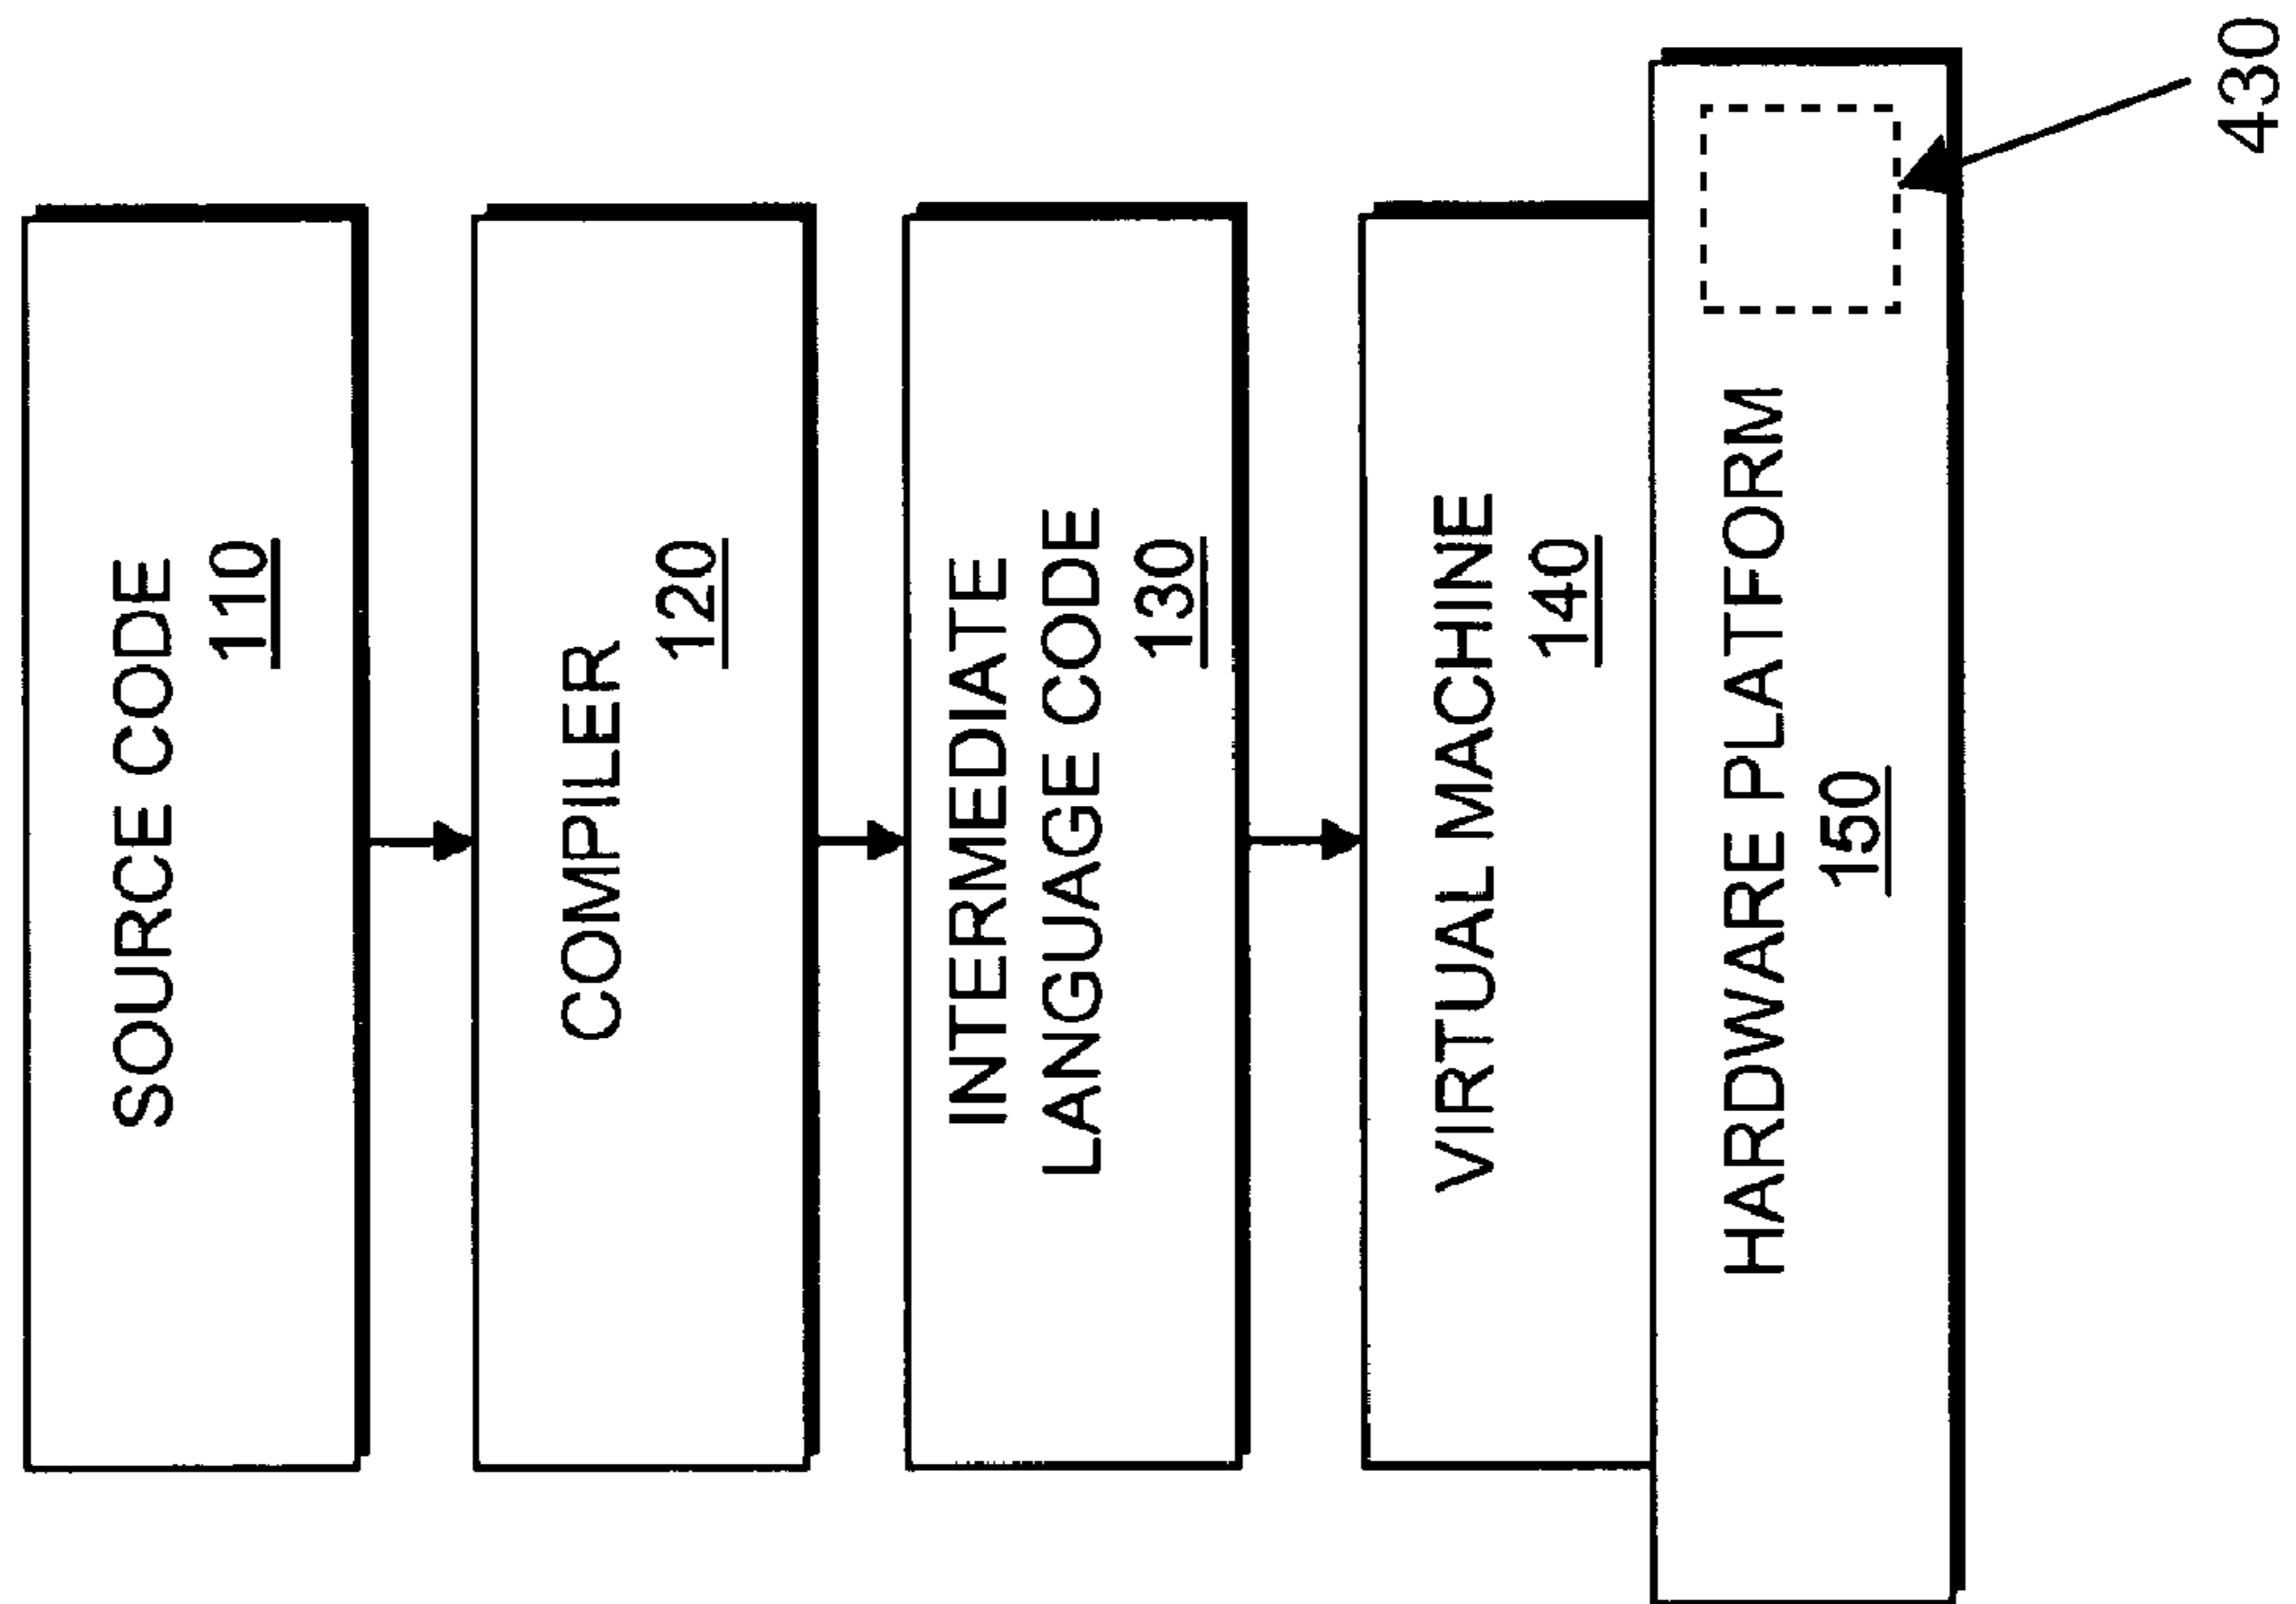 SOURCE CODE
110
COMPILER
120
INTERMEDIATE
LANGUAGE CODE
130
VIRTUAL MACHINE
140
HARDWARE PLATFORM
150
430